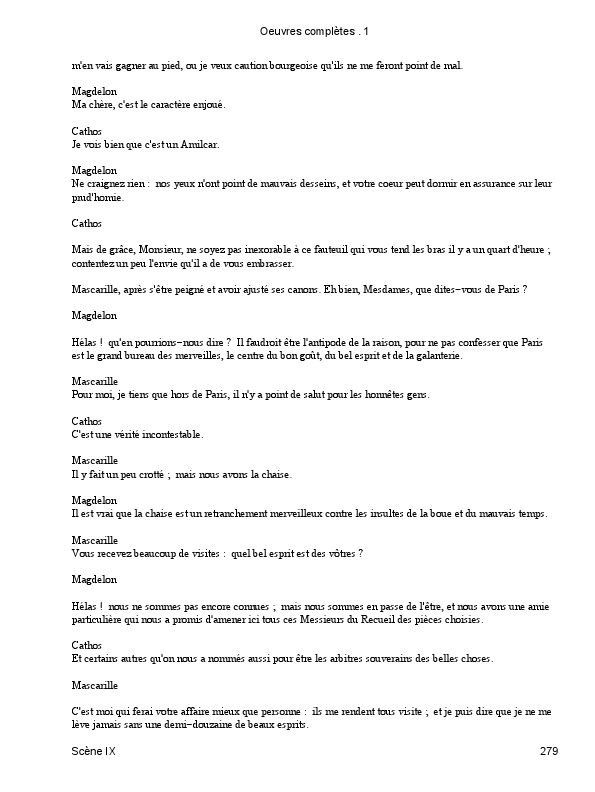 Oeuvres complètes . 1
m'en vais gagner au pied, ou je veux caution bourgeoise qu'ils ne me feront point de mal.
Magdelon
Ma chère, c'est le caractère enjoué.
Cathos
Je vois bien que c'est un Amilcar.
Magdelon
Ne craignez rien : nos yeux n'ont point de mauvais desseins, et votre coeur peut dormir en assurance sur leur
prud'homie.
Cathos
Mais de grâce, Monsieur, ne soyez pas inexorable à ce fauteuil qui vous tend les bras il y a un quart d'heure ;
contentez un peu l'envie qu'il a de vous embrasser.
Mascarille, après s'être peigné et avoir ajusté ses canons. Eh bien, Mesdames, que dites−vous de Paris ?
Magdelon
Hélas ! qu'en pourrions−nous dire ? Il faudroit être l'antipode de la raison, pour ne pas confesser que Paris
est le grand bureau des merveilles, le centre du bon goût, du bel esprit et de la galanterie.
Mascarille
Pour moi, je tiens que hors de Paris, il n'y a point de salut pour les honnêtes gens.
Cathos
C'est une vérité incontestable.
Mascarille
Il y fait un peu crotté ; mais nous avons la chaise.
Magdelon
Il est vrai que la chaise est un retranchement merveilleux contre les insultes de la boue et du mauvais temps.
Mascarille
Vous recevez beaucoup de visites : quel bel esprit est des vôtres ?
Magdelon
Hélas ! nous ne sommes pas encore connues ; mais nous sommes en passe de l'être, et nous avons une amie
particulière qui nous a promis d'amener ici tous ces Messieurs du Recueil des pièces choisies.
Cathos
Et certains autres qu'on nous a nommés aussi pour être les arbitres souverains des belles choses.
Mascarille
C'est moi qui ferai votre affaire mieux que personne : ils me rendent tous visite ; et je puis dire que je ne me
lève jamais sans une demi−douzaine de beaux esprits.
Scène IX 279